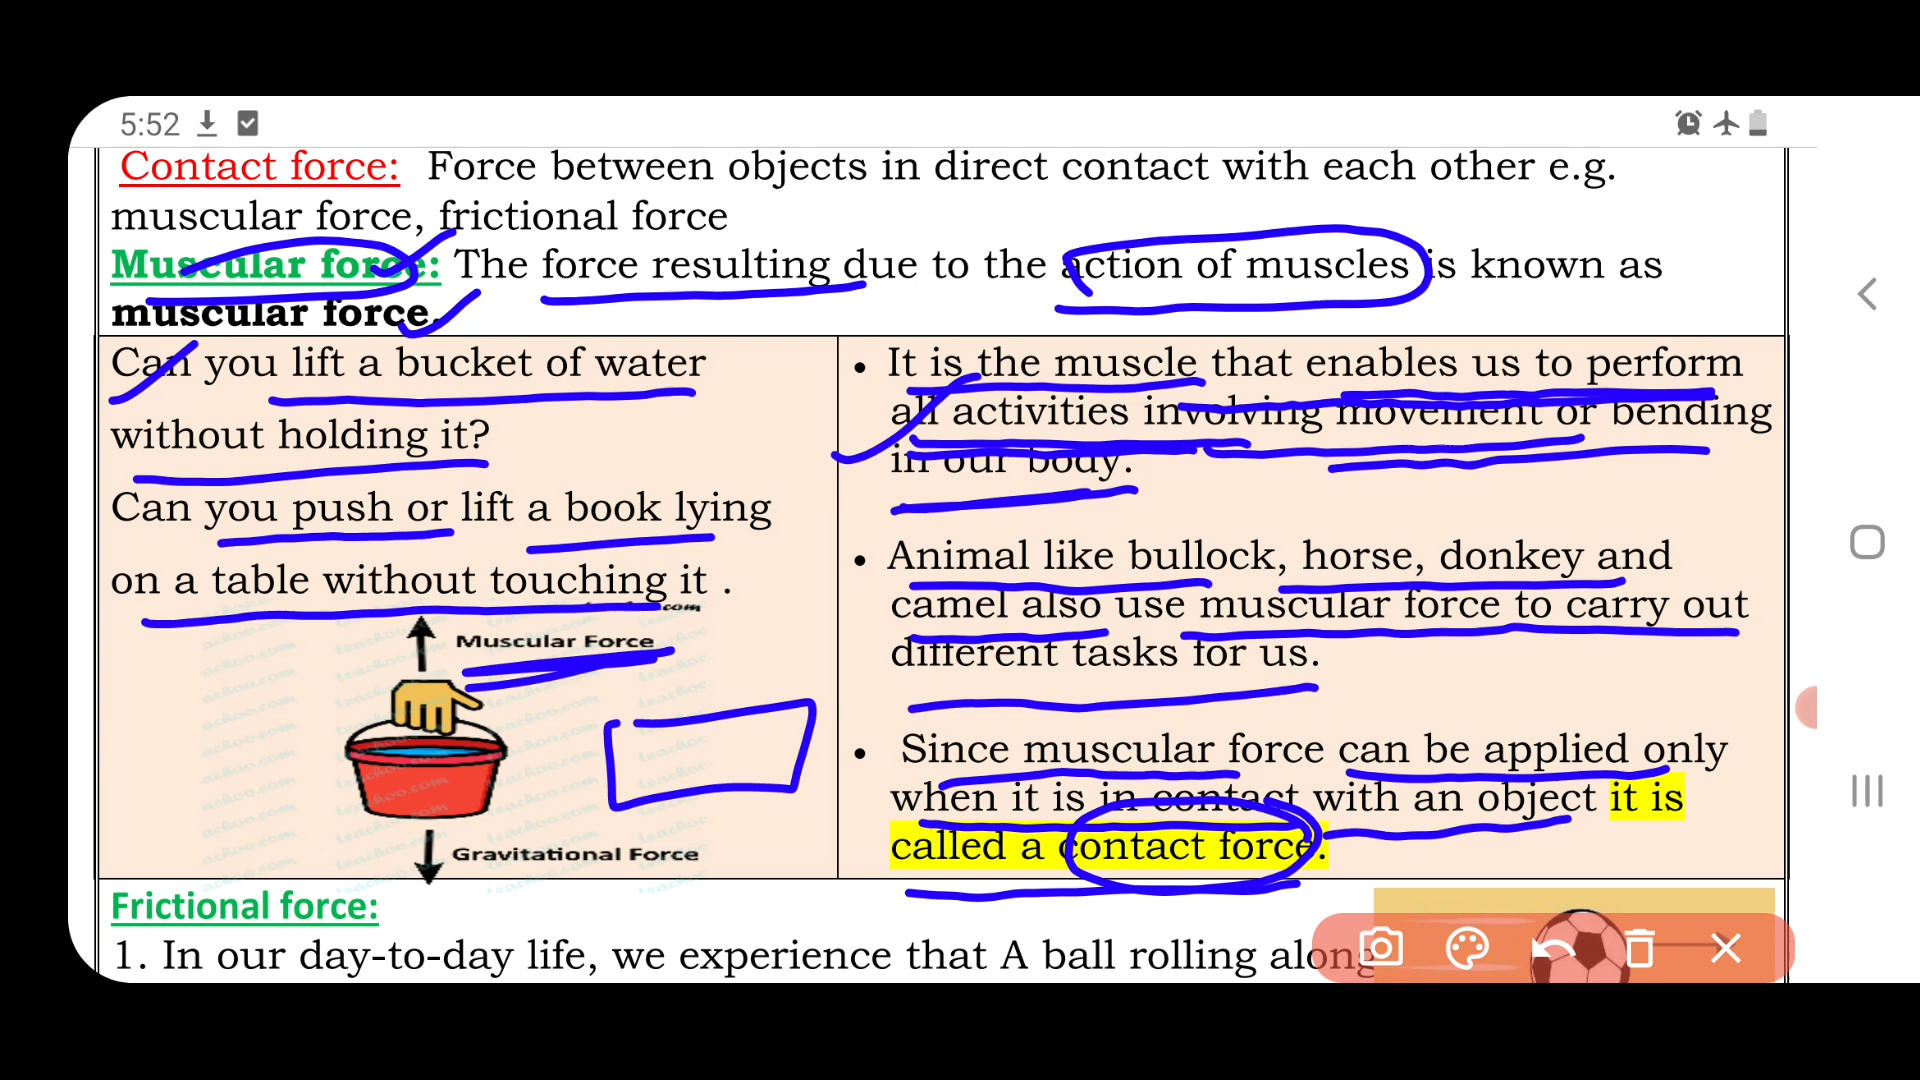 5:52
Contact force: Force between objects in direct contact with each other e.g.
muscular force, frictional force
Muscular force: The force resulting due to the action of muscles is known as
muscular force.
Can you lift a bucket of water
without holding it?
Can you push or lift a book lying
on a table without touching it .
Muscular Force
Gravitational Force
• It is the muscle that enables us to perform
all activities involving movement or bending
in our body.
• Animal like bullock, horse, donkey and
camel also use muscular force to carry out
different tasks for us.
• Since muscular force can be applied only
when it is in contact with an object it is
called a contact force.
Frictional force:
1. In our day-to-day life, we experience that A ball rolling along